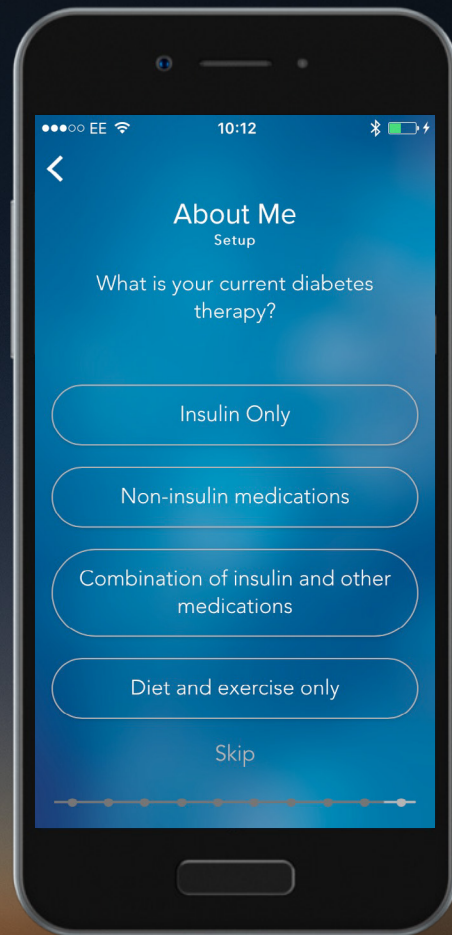 EE 10:12
About Me
Setup
What is your current diabetes
therapy?
Insulin Only
Non-insulin medications
Combination of insulin and other
medications
Diet and exercise only
Skip